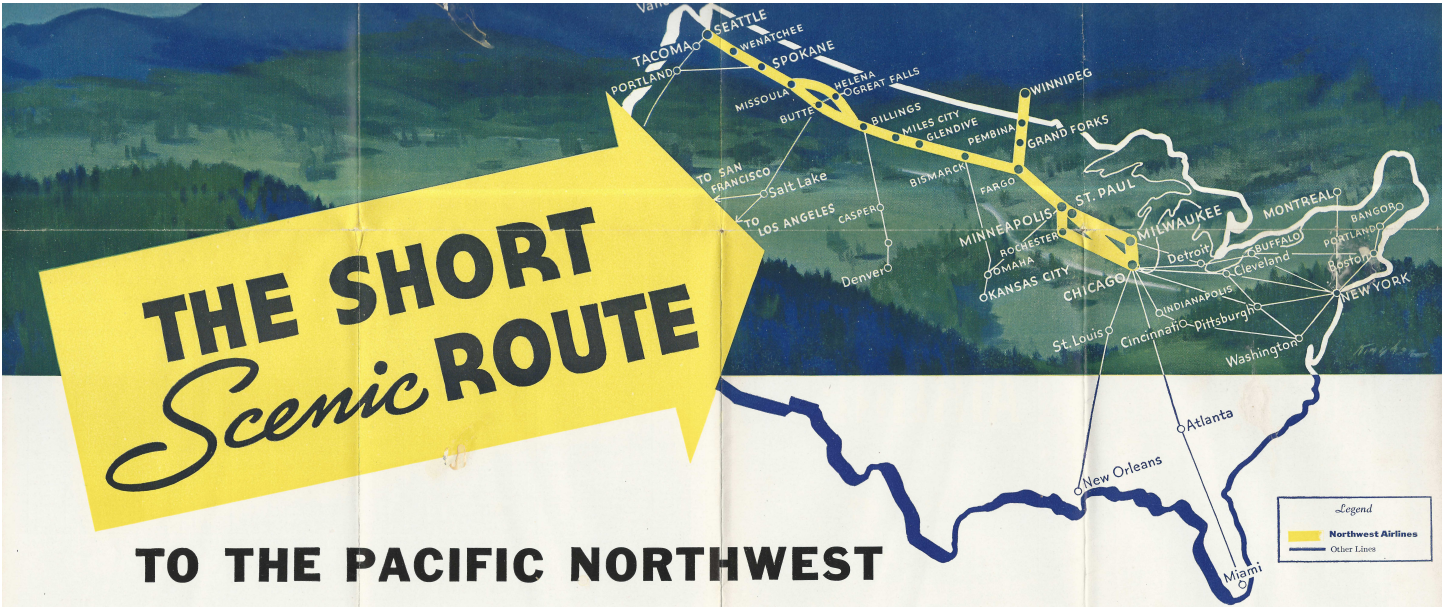 SEATTLE
TACOMA
WENATCHEE
SPOKANE
PORTLAND
MISSOULA
HELENA
GREAT FALLS
BUTTE
BILLINGS
MILES CITY
GLENDIVE
WINNIPEG
PEMBINA
GRAND FORKS
BISMARCK
FARGO
TO SAN
FRANCISCO
Salt Lake
TO
LOS ANGELES
CASPER
Denver
ST. PAUL
MINNEAPOLIS
ROCHESTER
OMAHA
KANSAS CITY
MILWAUKEE
CHICAGO
Detroit
BUFFALO
Cleveland
MONTREAL
BANGOR
PORTLAND
Boston
NEW YORK
INDIANAPOLIS
Pittsburgh
Cincinnati
St. Louis
Washington
THE SHORT
Scenic ROUTE
TO THE PACIFIC NORTHWEST
Atlanta
New Orleans
Miami
Legend
Northwest Airlines
Other Lines